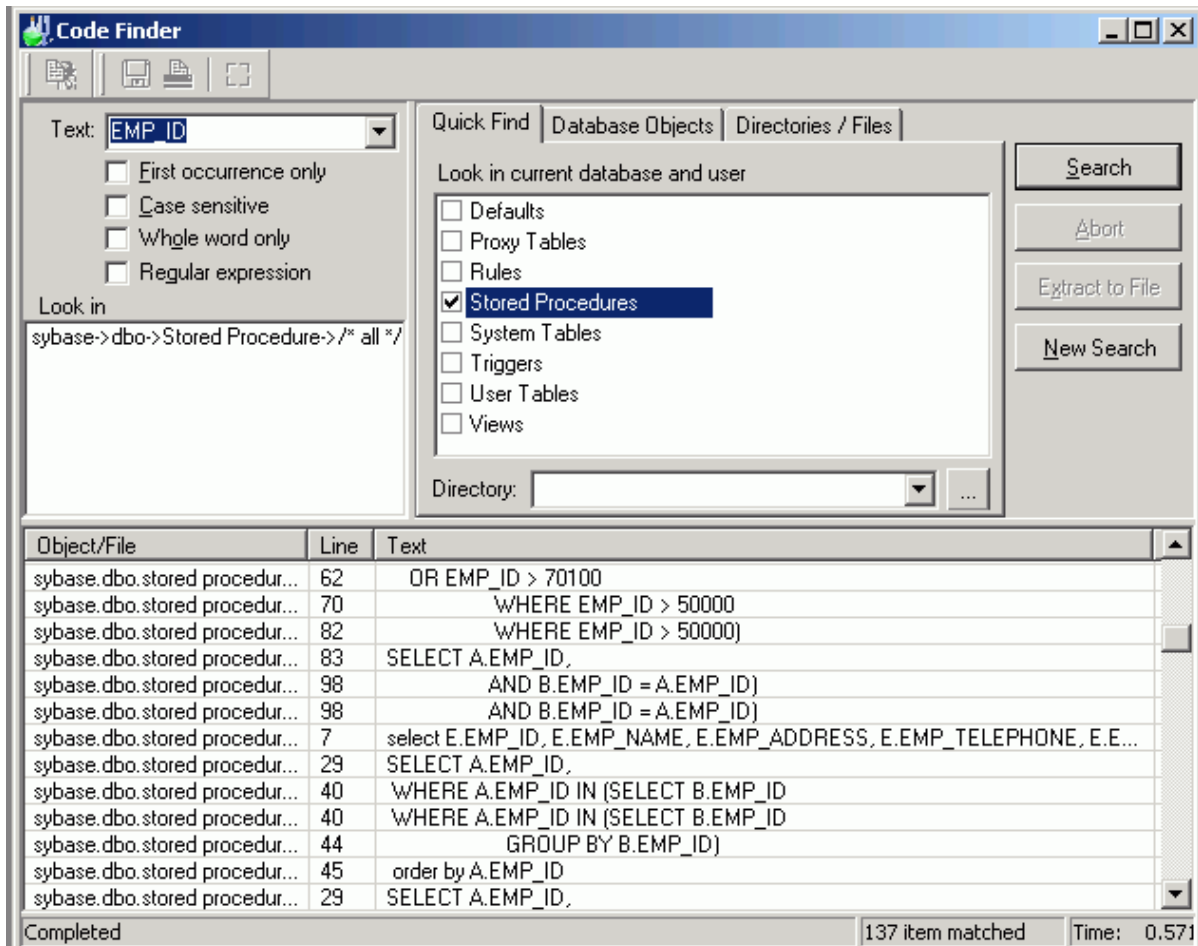 Code Finder
Text: EMP_ID
First occurrence only
Case sensitive
Whole word only
Regular expression
Look in
sybase->dbo->Stored Procedure->/* all */
Quick Find Database Objects Directories / Files
Look in current database and user
Defaults
Proxy Tables
Rules
Stored Procedures
System Tables
Triggers
User Tables
Views
Directory: ...
Search
Abort
Extract to File
New Search
Object/File Line Text
sybase.dbo.stored procedur... 62 OR EMP_ID > 70100
sybase.dbo.stored procedur... 70 WHERE EMP_ID > 50000
sybase.dbo.stored procedur... 82 WHERE EMP_ID > 50000)
sybase.dbo.stored procedur... 83 SELECT A.EMP_ID,
sybase.dbo.stored procedur... 98 AND B.EMP_ID = A.EMP_ID)
sybase.dbo.stored procedur... 98 AND B.EMP_ID = A.EMP_ID)
sybase.dbo.stored procedur... 7 select E.EMP_ID, E.EMP_NAME, E.EMP_ADDRESS, E.EMP_TELEPHONE, E.E...
sybase.dbo.stored procedur... 29 SELECT A.EMP_ID,
sybase.dbo.stored procedur... 40 WHERE A.EMP_ID IN (SELECT B.EMP_ID
sybase.dbo.stored procedur... 40 WHERE A.EMP_ID IN (SELECT B.EMP_ID
sybase.dbo.stored procedur... 44 GROUP BY B.EMP_ID)
sybase.dbo.stored procedur... 45 order by A.EMP_ID
sybase.dbo.stored procedur... 29 SELECT A.EMP_ID,
Completed 137 item matched Time: 0.571